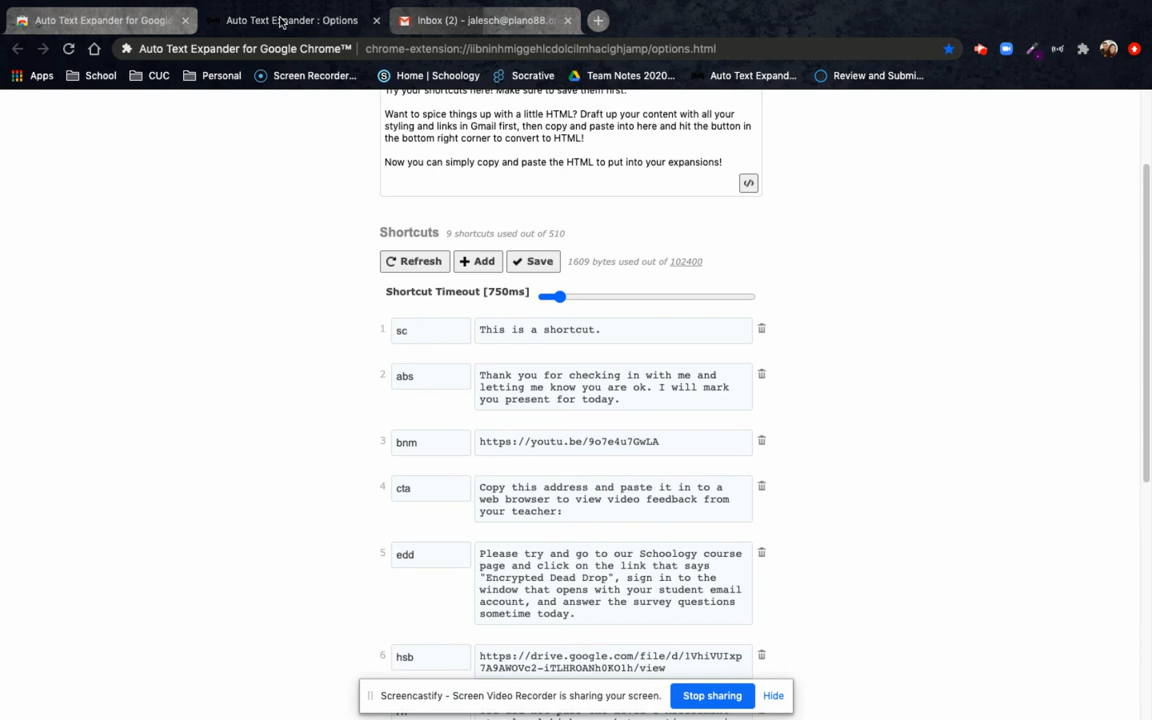 Auto Text Expander for Google
Auto Text Expander : Options
Inbox (2) - jalesch@plano88.o
Auto Text Expander for Google Chrome™ chrome-extension://iibninhmiggehlcdolcilmhacighjamp/options.html
Apps School CUC Personal Screen Recorder... Home | Schoology Socrative Team Notes 2020... Auto Text Expand... Review and Submi...
Try your shortcuts here! Make sure to save them first.
Want to spice things up with a little HTML? Draft up your content with all your
styling and links in Gmail first, then copy and paste into here and hit the button in
the bottom right corner to convert to HTML!
Now you can simply copy and paste the HTML to put into your expansions!
</>
Shortcuts 9 shortcuts used out of 510
Refresh Add Save 1609 bytes used out of 102400
Shortcut Timeout [750ms]
1 sc This is a shortcut.
2 abs Thank you for checking in with me and
letting me know you are ok. I will mark
you present for today.
3 bnm https://youtu.be/9o7e4u7GwLA
4 cta Copy this address and paste it in to a
web browser to view video feedback from
your teacher:
5 edd Please try and go to our Schoology course
page and click on the link that says
"Encrypted Dead Drop", sign in to the
window that opens with your student email
account, and answer the survey questions
sometime today.
6 hsb https://drive.google.com/file/d/1VhiVUIxp
7A9AWOVc2-iTLHROANh0KO1h/view
Screencastify - Screen Video Recorder is sharing your screen. Stop sharing Hide